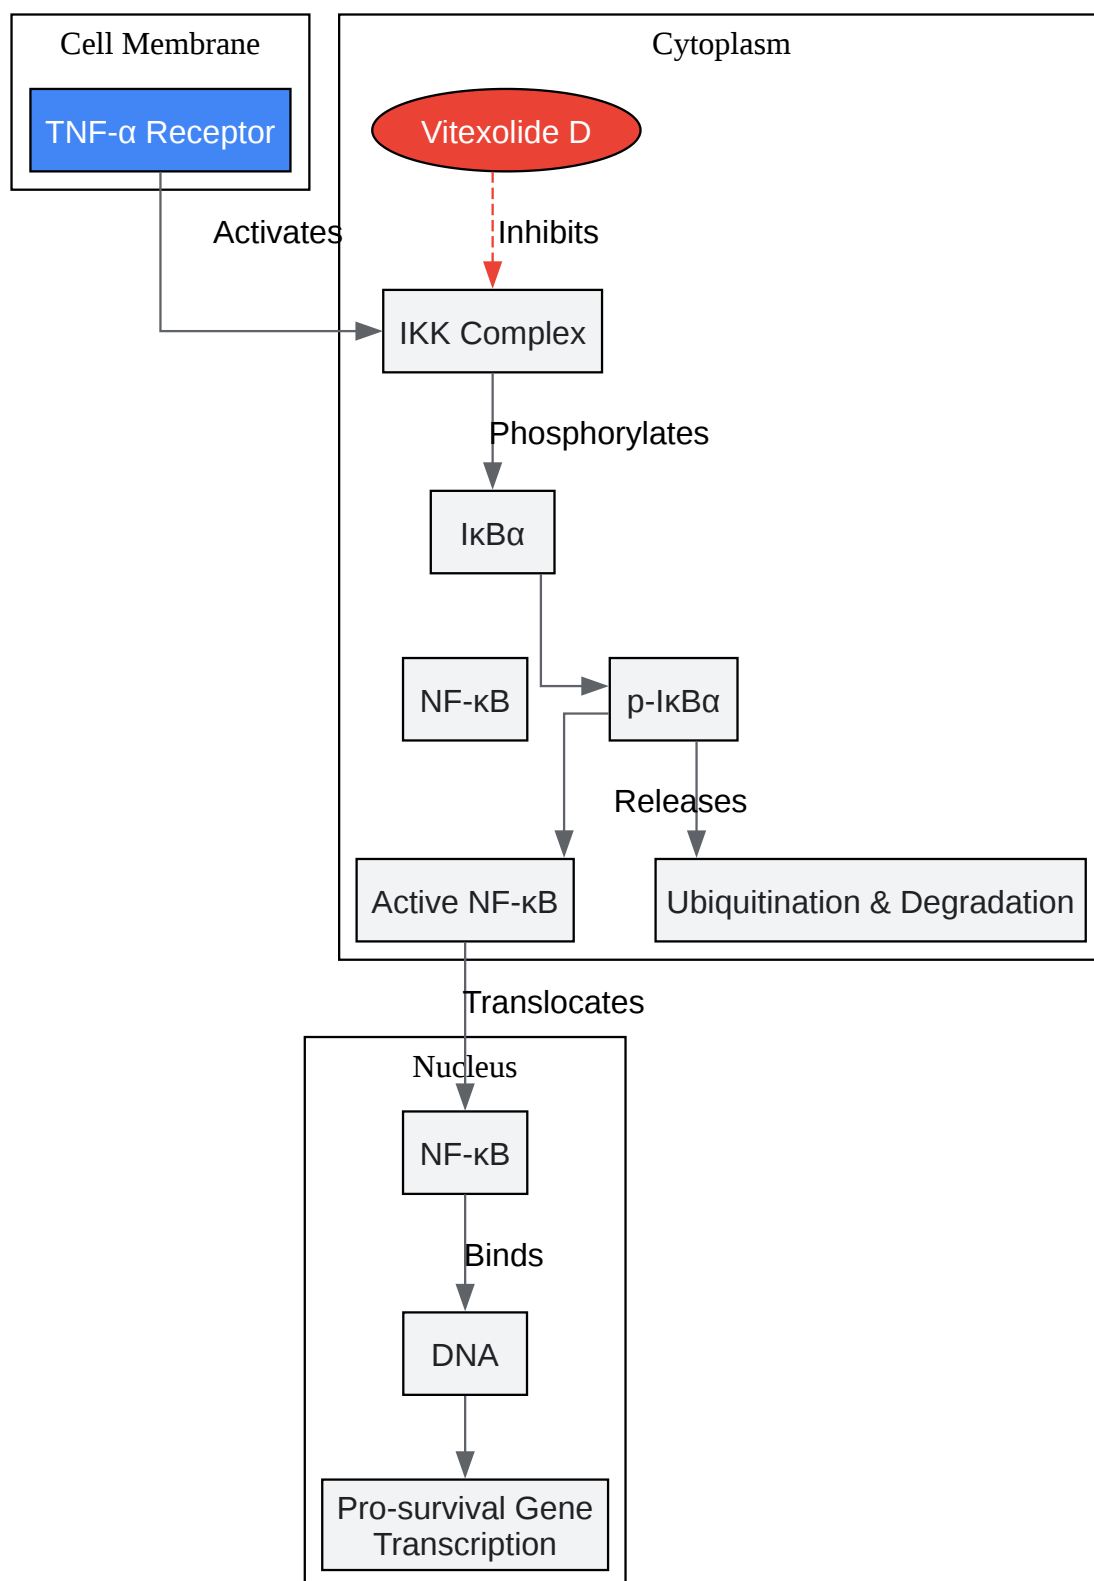 Cell Membrane
Cytoplasm
TNF-α Receptor
Vitexolide D
Activates
Inhibits
IKK Complex
Phosphorylates
IκBα
NF-κB
p-IκBα
Releases
Active NF-κB
Ubiquitination & Degradation
Translocates
Nucleus
NF-κB
Binds
DNA
Pro-survival Gene
Transcription